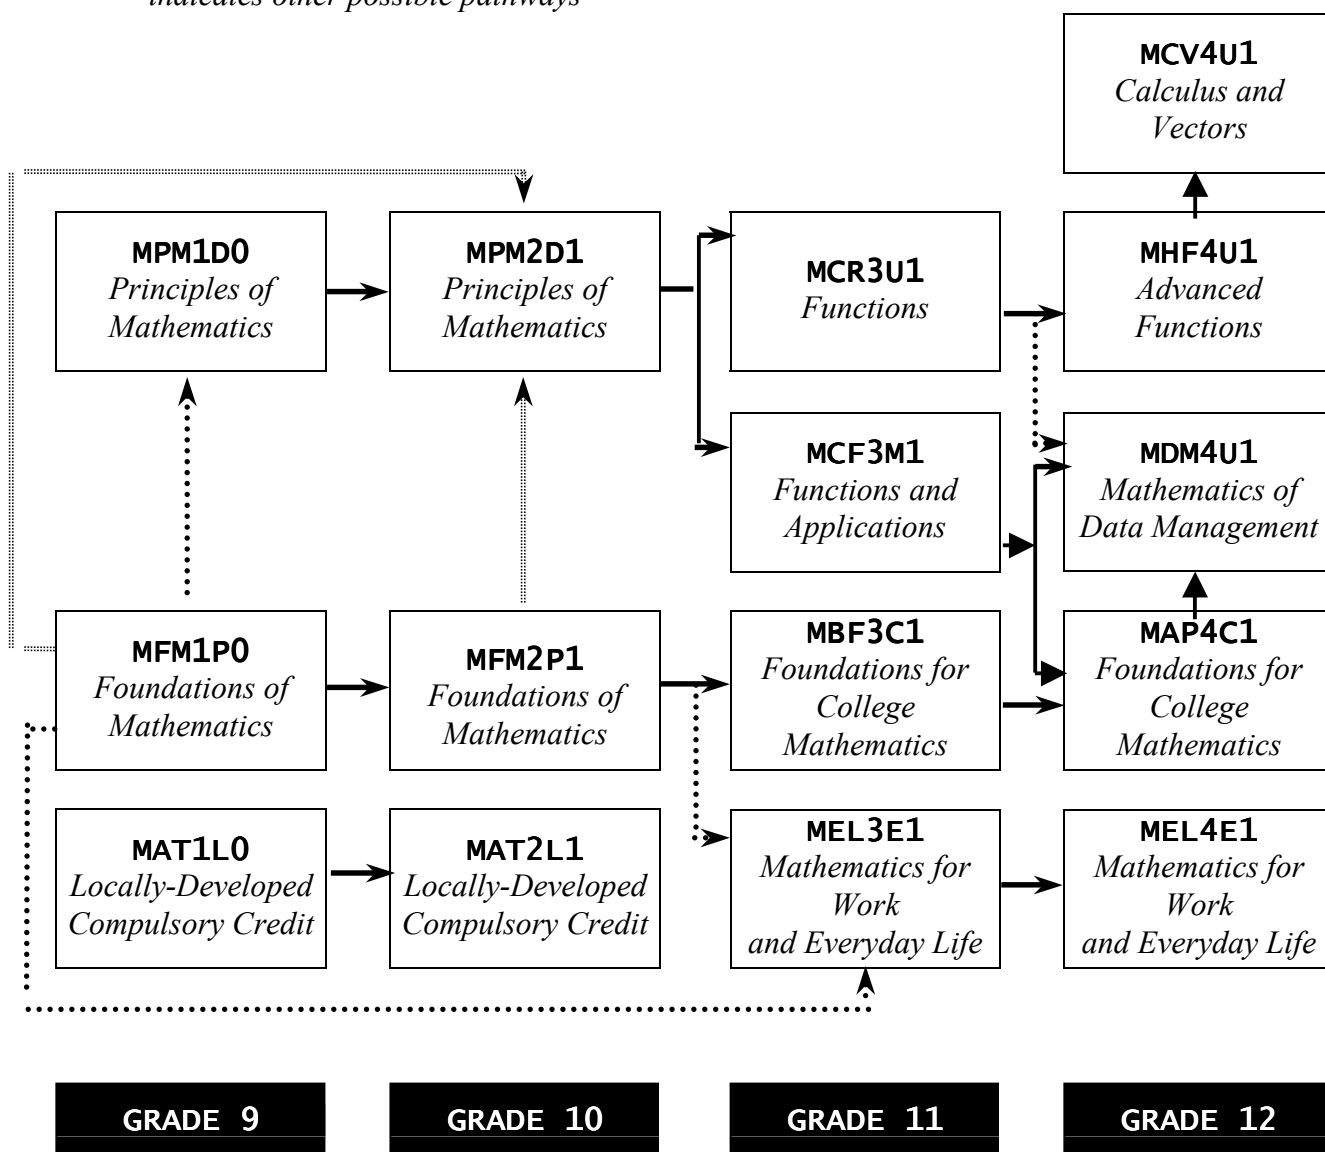 indicates other possible pathways
MCV4U1
Calculus and
Vectors
MPM1D0
Principles of
Mathematics
MPM2D1
Principles of
Mathematics
MCR3U1
Functions
MHF4U1
Advanced
Functions
MCF3M1
Functions and
Applications
MDM4U1
Mathematics of
Data Management
MFM1P0
Foundations of
Mathematics
MFM2P1
Foundations of
Mathematics
MBF3C1
Foundations for
College
Mathematics
MAP4C1
Foundations for
College
Mathematics
MAT1L0
Locally-Developed
Compulsory Credit
MAT2L1
Locally-Developed
Compulsory Credit
MEL3E1
Mathematics for
Work
and Everyday Life
MEL4E1
Mathematics for
Work
and Everyday Life
GRADE 9
GRADE 10
GRADE 11
GRADE 12